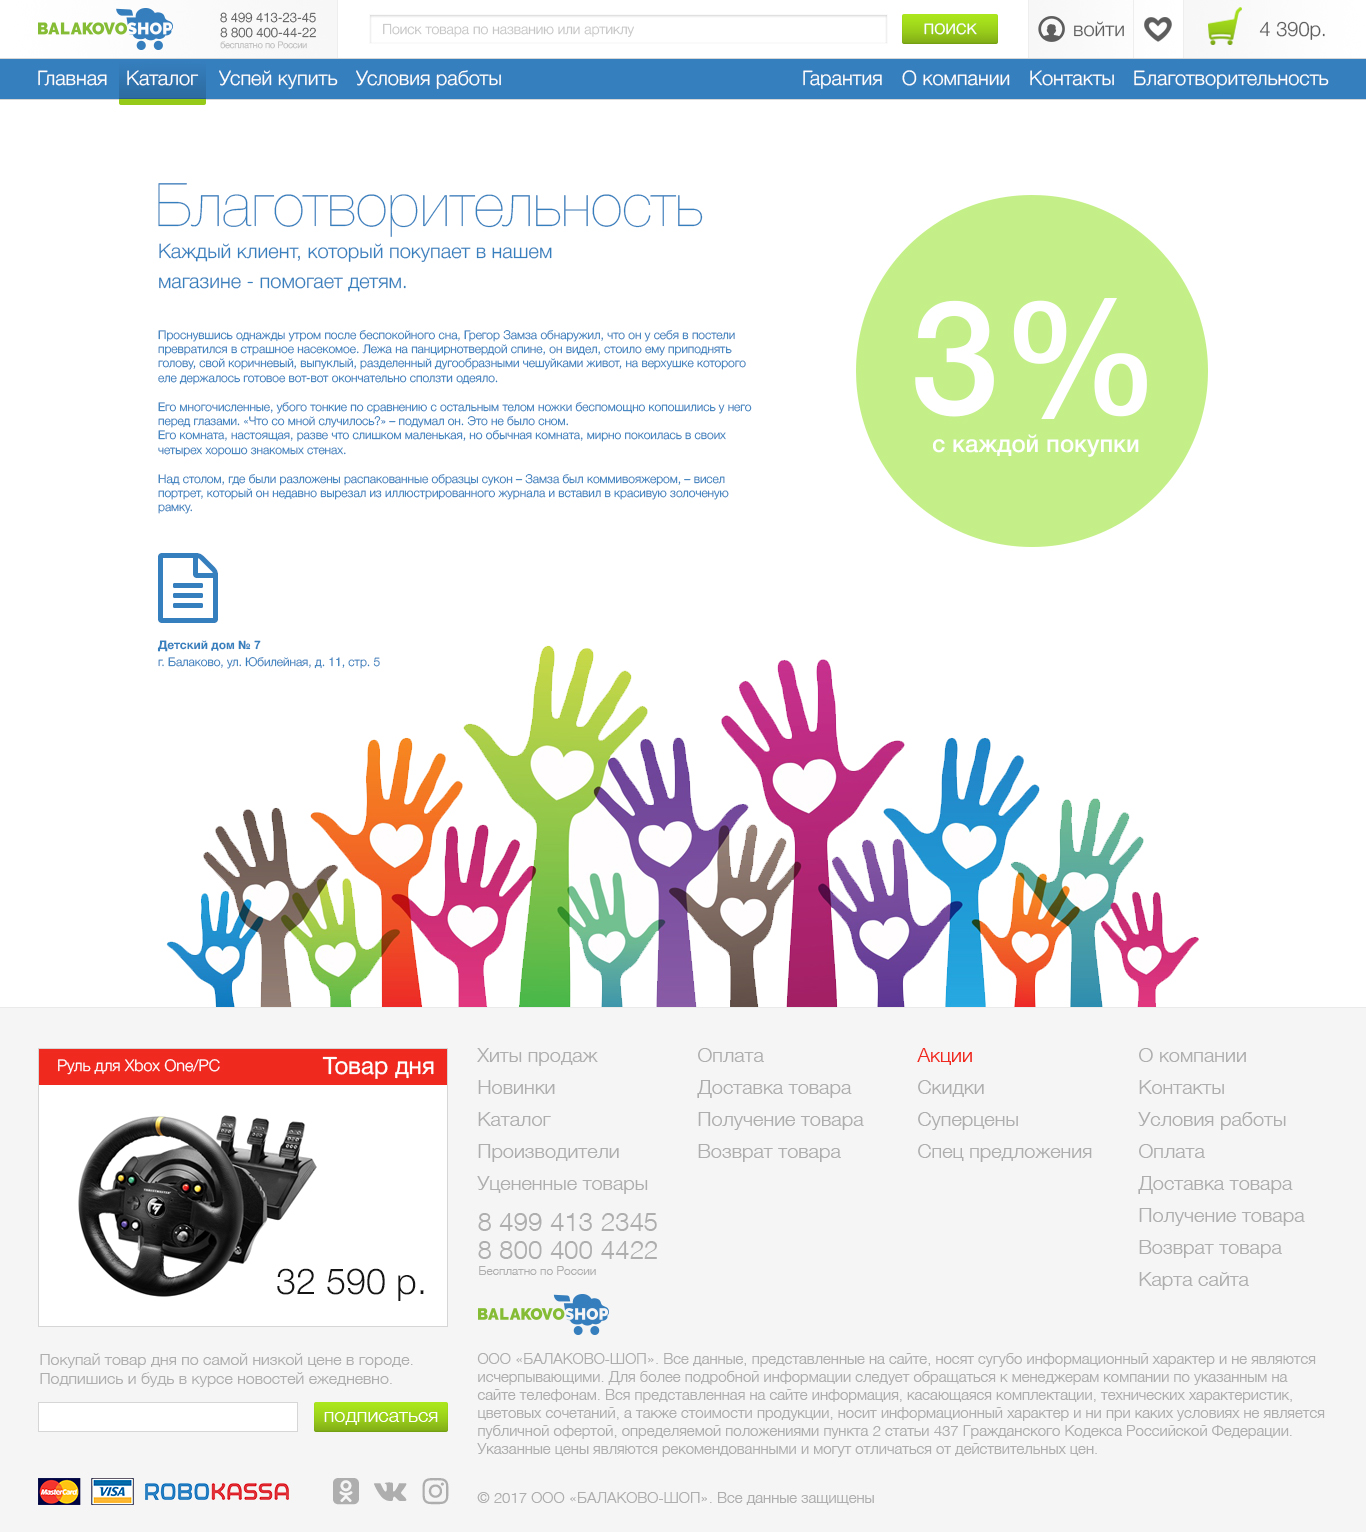 BALAKOVOSHOP
8 499 413-23-45
8 800 400-44-22
бесплатно по России
Поиск товара по названию или артиклу
ПОИСК
войти
4 390р.
Главная
Каталог
Успей купить
Условия работы
Гарантия
О компании
Контакты
Благотворительность
Благотворительность
Каждый клиент, который покупает в нашем
магазине - помогает детям.
Проснувшись однажды утром после беспокойного сна, Грегор Замза обнаружил, что он у себя в постели
превратился в страшное насекомое. Лежа на панцирнотвердой спине, он видел, стоило ему приподнять
голову, свой коричневый, выпуклый, разделенный дугообразными чешуйками живот, на верхушке которого
еле держалось готовое вот-вот окончательно сползти одеяло.
Его многочисленные, убого тонкие по сравнению с остальным телом ножки беспомощно копошились у него
перед глазами. «Что со мной случилось?» – подумал он. Это не было сном.
Его комната, настоящая, разве что слишком маленькая, но обычная комната, мирно покоилась в своих
четырех хорошо знакомых стенах.
Над столом, где были разложены распакованные образцы сукон – Замза был коммивояжером, – висел
портрет, который он недавно вырезал из иллюстрированного журнала и вставил в красивую золоченую
рамку.
3%
с каждой покупки
Детский дом № 7
г. Балаково, ул. Юбилейная, д. 11, стр. 5
Руль для Xbox One/PC
Товар дня
32 590 р.
Покупай товар дня по самой низкой цене в городе.
Подпишись и будь в курсе новостей ежедневно.
подписаться
MasterCard
VISA
ROBOKASSA
Хиты продаж
Новинки
Каталог
Производители
Уцененные товары
8 499 413 2345
8 800 400 4422
Бесплатно по России
Оплата
Доставка товара
Получение товара
Возврат товара
Акции
Скидки
Суперцены
Спец предложения
О компании
Контакты
Условия работы
Оплата
Доставка товара
Получение товара
Возврат товара
Карта сайта
BALAKOVOSHOP
ООО «БАЛАКОВО-ШОП». Все данные, представленные на сайте, носят сугубо информационный характер и не являются
исчерпывающими. Для более подробной информации следует обращаться к менеджерам компании по указанным на
сайте телефонам. Вся представленная на сайте информация, касающаяся комплектации, технических характеристик,
цветовых сочетаний, а также стоимости продукции, носит информационный характер и ни при каких условиях не является
публичной офертой, определяемой положениями пункта 2 статьи 437 Гражданского Кодекса Российской Федерации.
Указанные цены являются рекомендованными и могут отличаться от действительных цен.
© 2017 ООО «БАЛАКОВО-ШОП». Все данные защищены